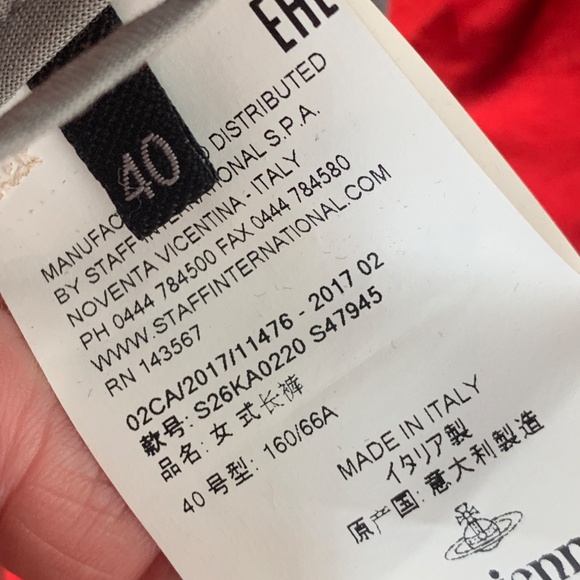 EAC
40
DISTRIBUTED
BY STAFF INTERNATIONAL S.P.A.
NOVENTA VICENTINA - ITALY
PH 0444 784500 FAX 0444 784580
WWW.STAFFINTERNATIONAL.COM
RN 143567
02CA/2017/11476 - 2017 02
款号: S26KA0220 S47945
品名: 女式长裤
40 号型: 160/66A
MADE IN ITALY
イタリア製
原产国: 意大利製造